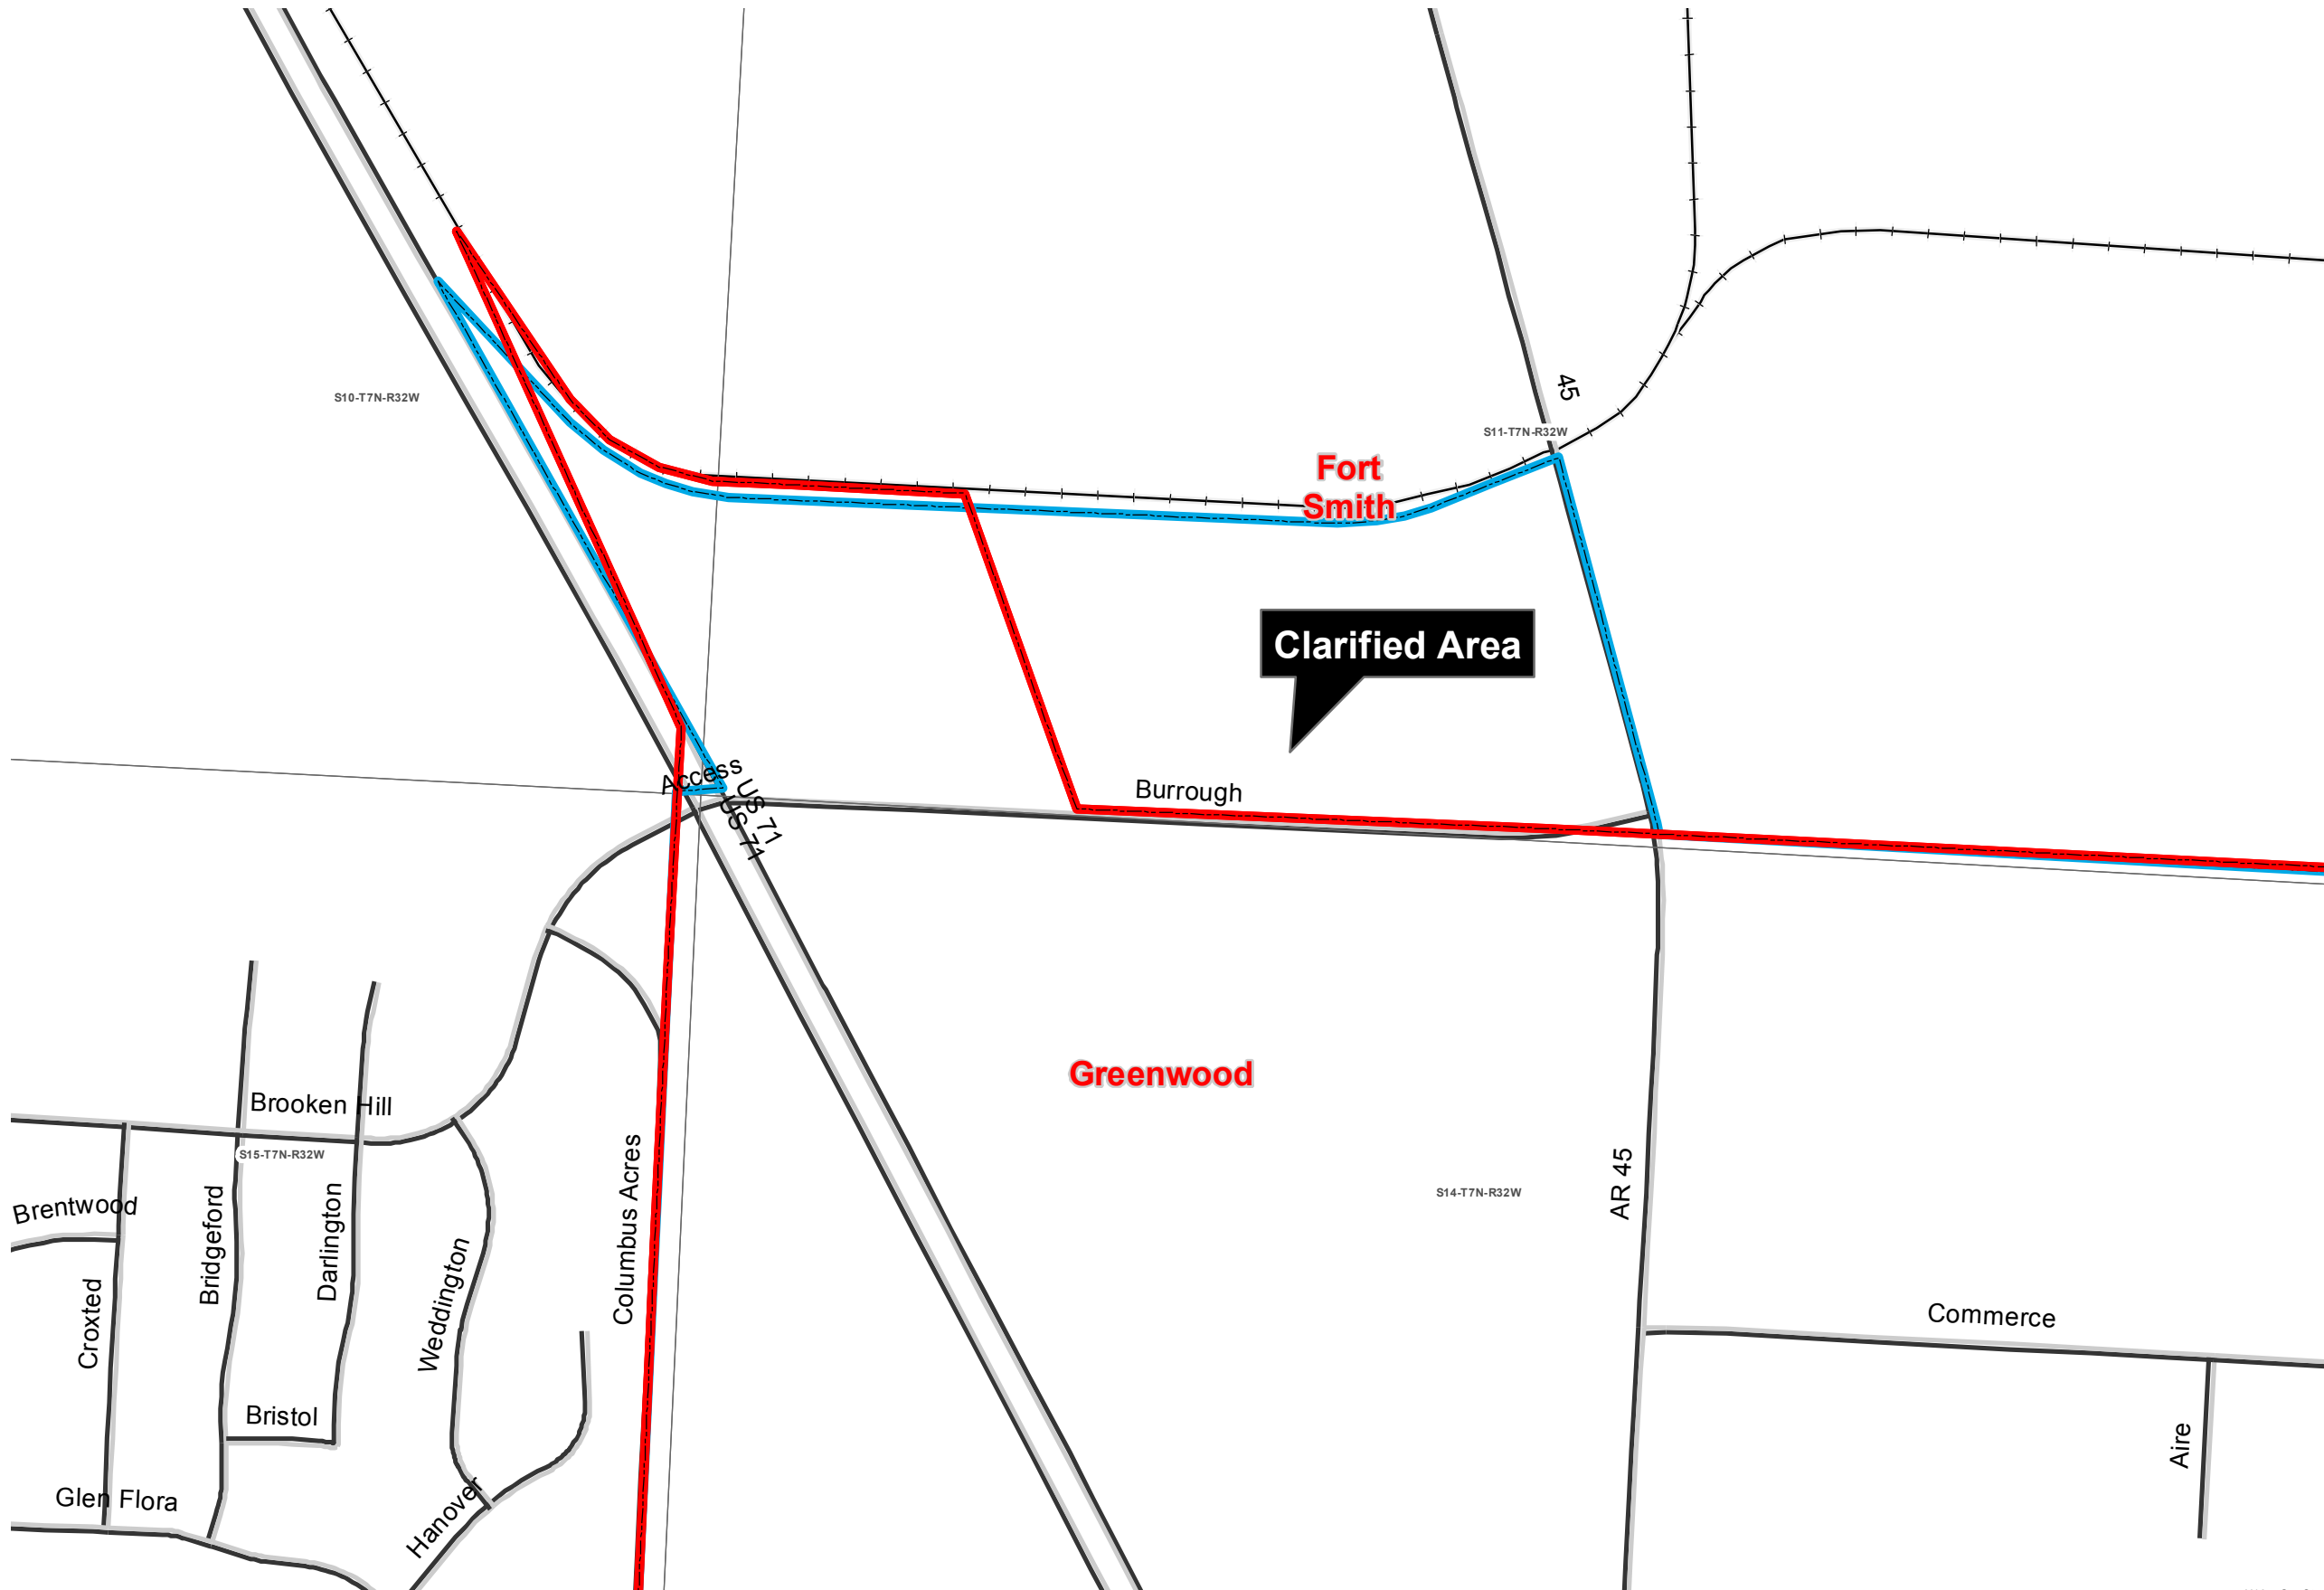 45
S10-T7N-R32W
S11-T7N-R32W
Fort
Smith
Clarified Area
Access
US 71
US 71
Burrough
Greenwood
Brooken Hill
S15-T7N-R32W
Columbus Acres
AR 45
S14-T7N-R32W
Brentwood
Bridgeford
Darlington
Weddington
Croxted
Commerce
Bristol
Aire
Glen Flora
Hanover